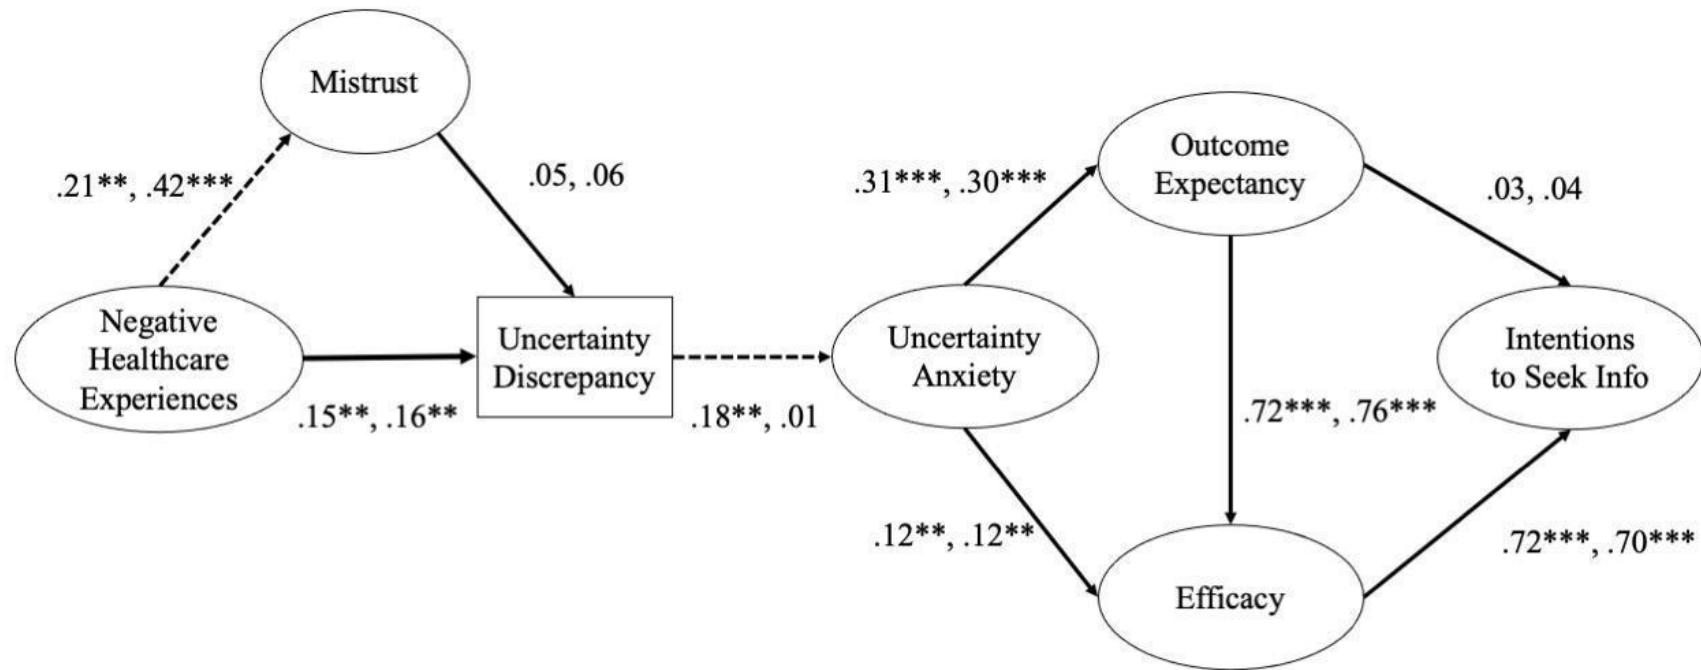 Mistrust
.21**, .42***
.05, .06
Negative
Healthcare
Experiences
.15**, .16**
Uncertainty
Discrepancy
.18**, .01
Uncertainty
Anxiety
.31***, .30***
Outcome
Expectancy
.03, .04
.72***, .76***
.12**, .12**
Efficacy
.72***, .70***
Intentions
to Seek Info